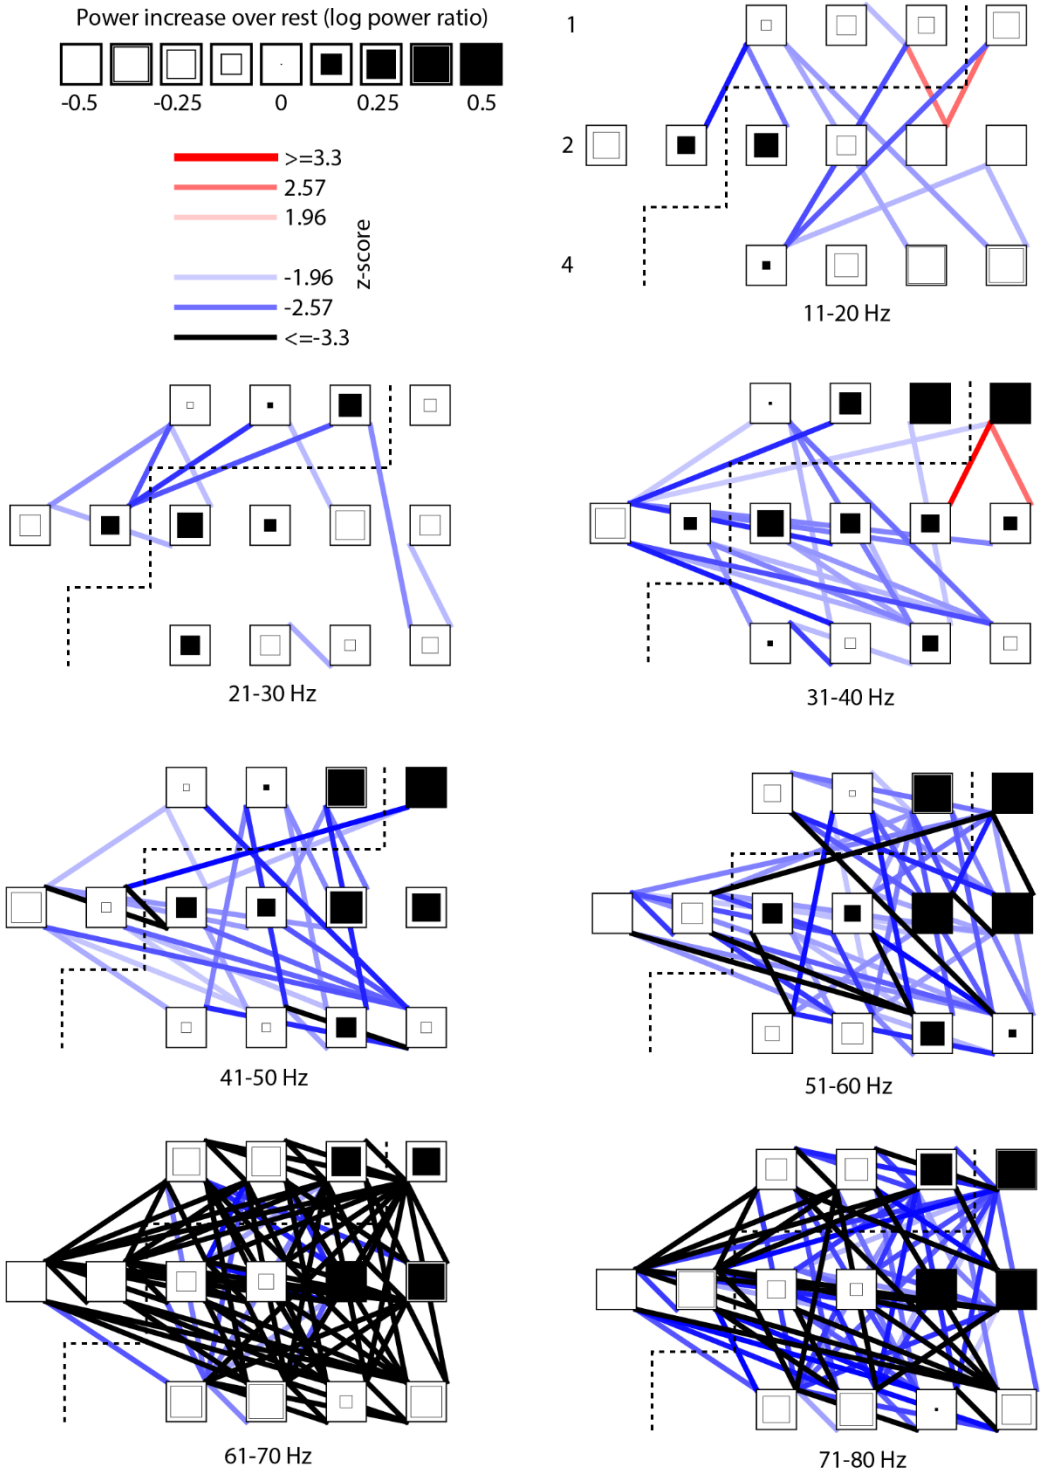 Power increase over rest (log power ratio)
-0.5 -0.25 0 0.25 0.5
>=3.3
2.57
1.96
z-score
-1.96
-2.57
<=-3.3
1
2
4
11-20 Hz
21-30 Hz
31-40 Hz
41-50 Hz
51-60 Hz
61-70 Hz
71-80 Hz